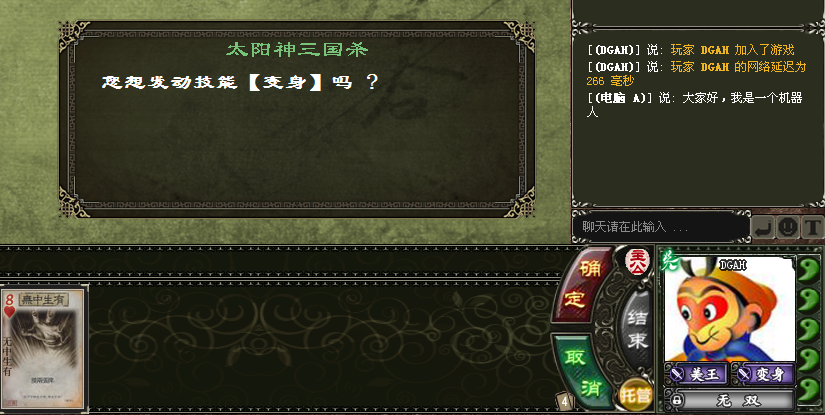 太阳神三国杀
您想发动技能【变身】吗 ？
[(DGAH)] 说: 玩家 DGAH 加入了游戏
[(DGAH)] 说: 玩家 DGAH 的网络延迟为
266 毫秒
[(电脑 A)] 说: 大家好，我是一个机器
人
聊天请在此输入 ...
T
确定
主公
结束
取消
托管
4
DGAH
美王
变身
无双
8
無中生有
无中生有